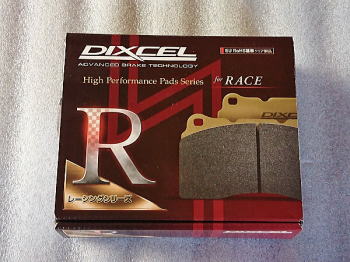 DIXCEL
ADVANCED BRAKE TECHNOLOGY
High Performance Pads Series for RACE
DIXCEL
R
レーシングシリーズ